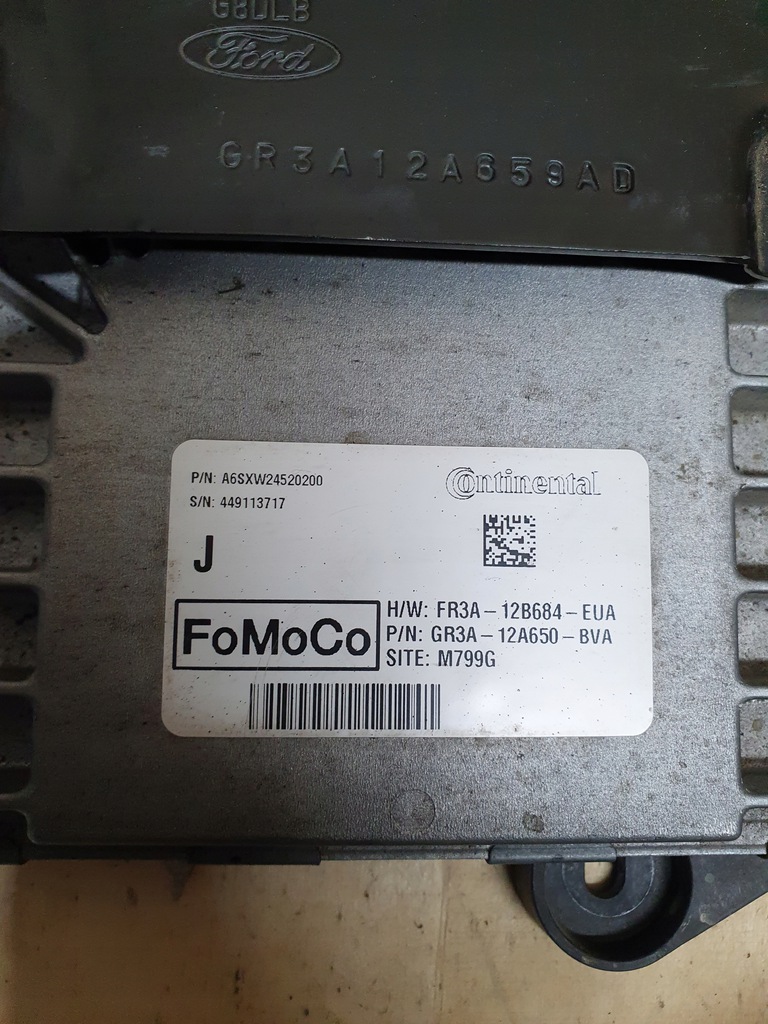 G8DLB
Ford
GR3A12A659AD
P/N: A6SXW24520200
S/N: 449113717
Continental
J
FoMoCo
H/W: FR3A-12B684-EUA
P/N: GR3A-12A650-BVA
SITE: M799G